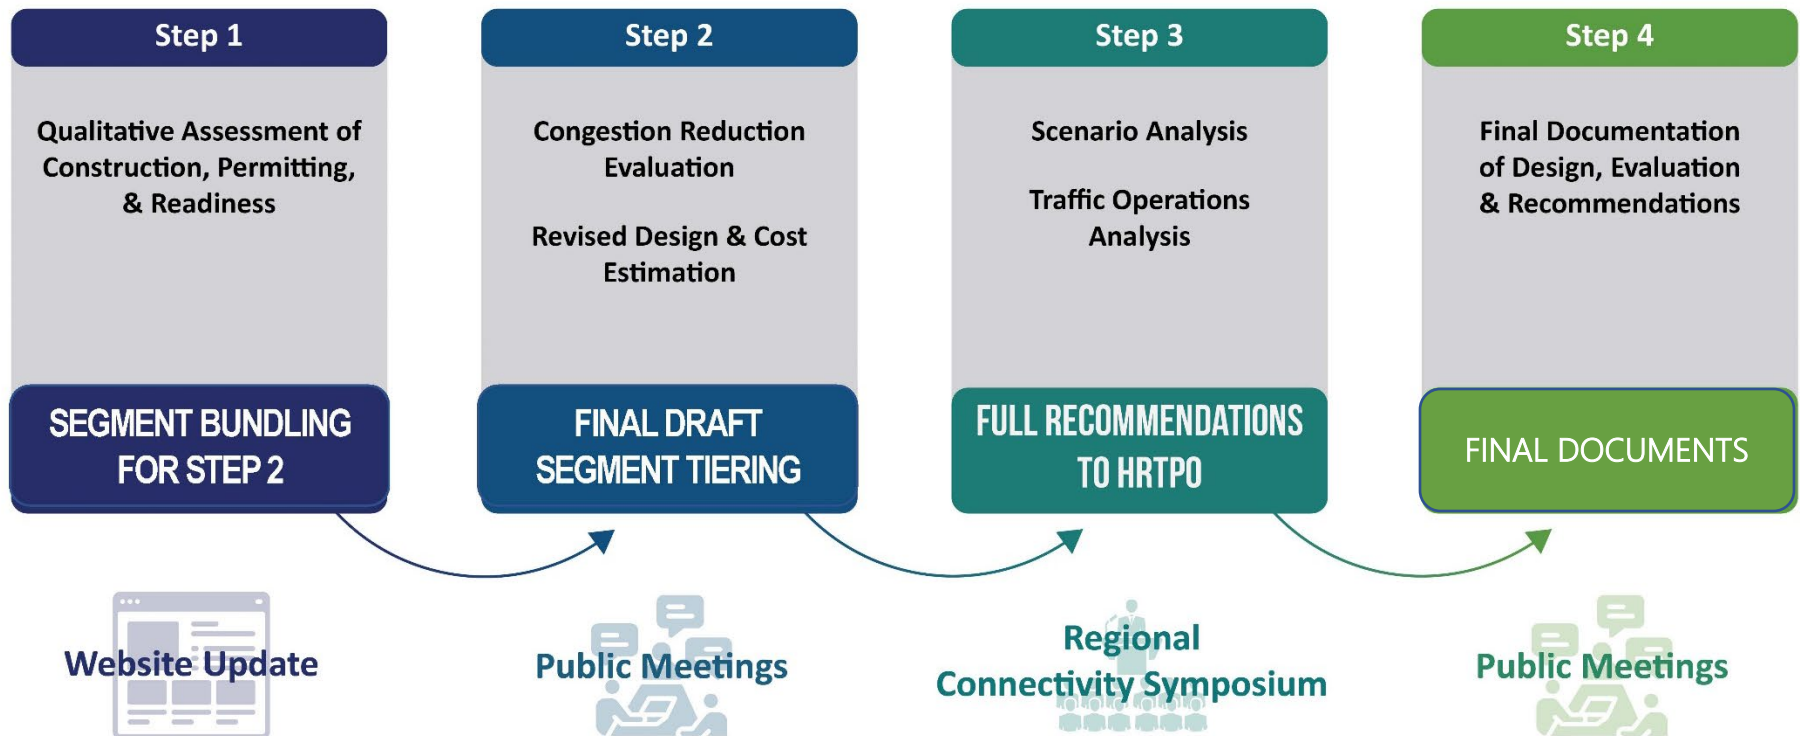 Step 1
Qualitative Assessment of
Construction, Permitting,
& Readiness
SEGMENT BUNDLING
FOR STEP 2
Website Update
Step 2
Congestion Reduction
Evaluation
Revised Design & Cost
Estimation
FINAL DRAFT
SEGMENT TIERING
Public Meetings
Step 3
Scenario Analysis
Traffic Operations
Analysis
FULL RECOMMENDATIONS
TO HRTPO
Regional
Connectivity Symposium
Step 4
Final Documentation
of Design, Evaluation
& Recommendations
FINAL DOCUMENTS
Public Meetings